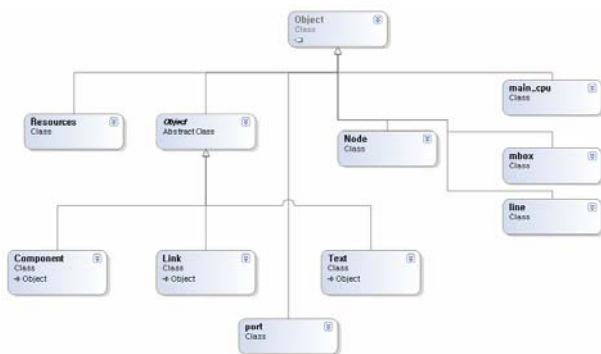 Object
Class
Resources
Class
Object
Abstract Class
Node
Class
main_cpu
Class
mbox
Class
line
Class
Component
Class
Object
Link
Class
Object
Text
Class
Object
port
Class